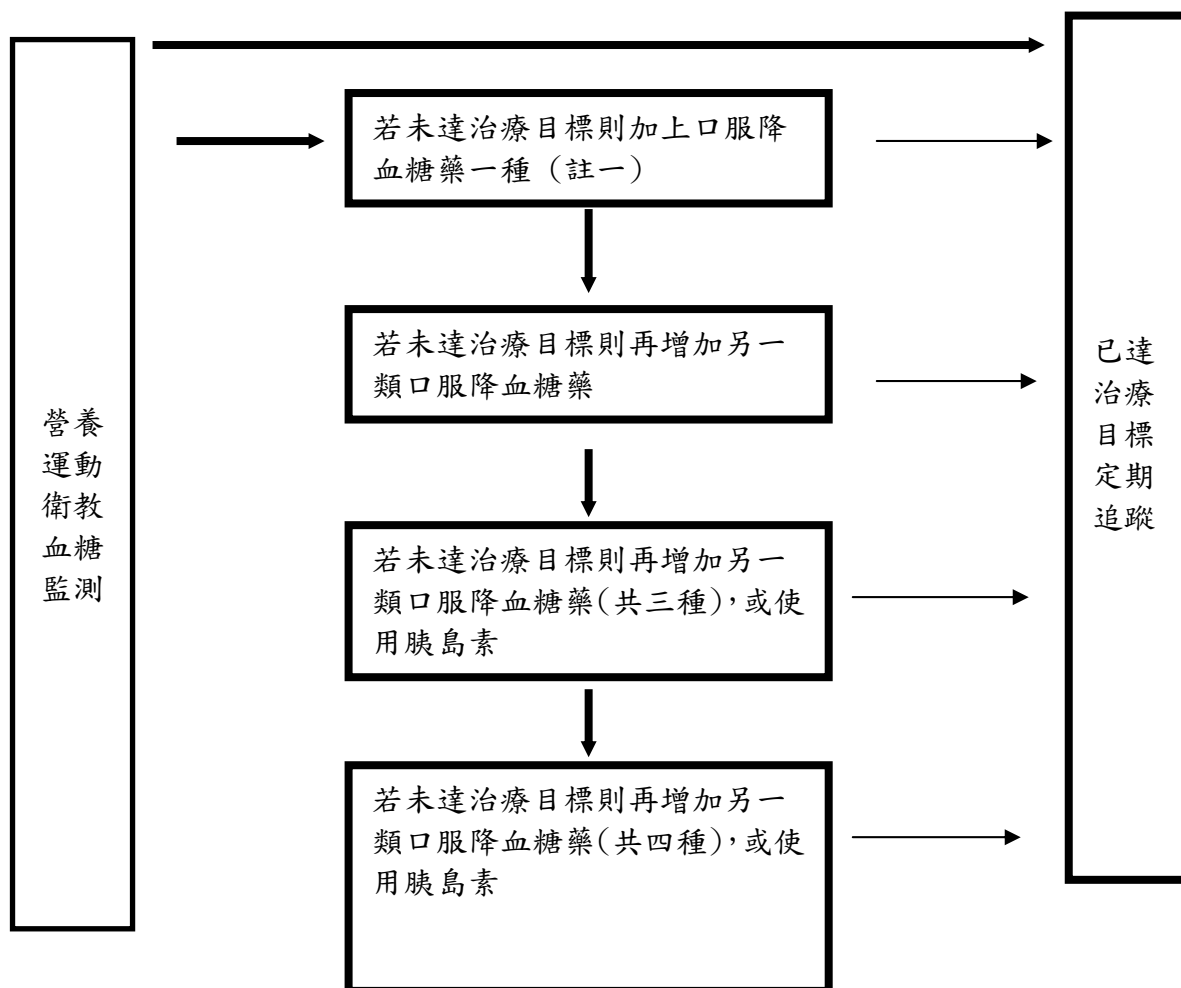 營養
運動
衛教
血糖
監測
若未達治療目標則加上口服降
血糖藥一種（註一）
若未達治療目標則再增加另一
類口服降血糖藥
若未達治療目標則再增加另一
類口服降血糖藥(共三種)，或使
用胰島素
若未達治療目標則再增加另一
類口服降血糖藥(共四種)，或使
用胰島素
已達
治療
目標
定期
追蹤